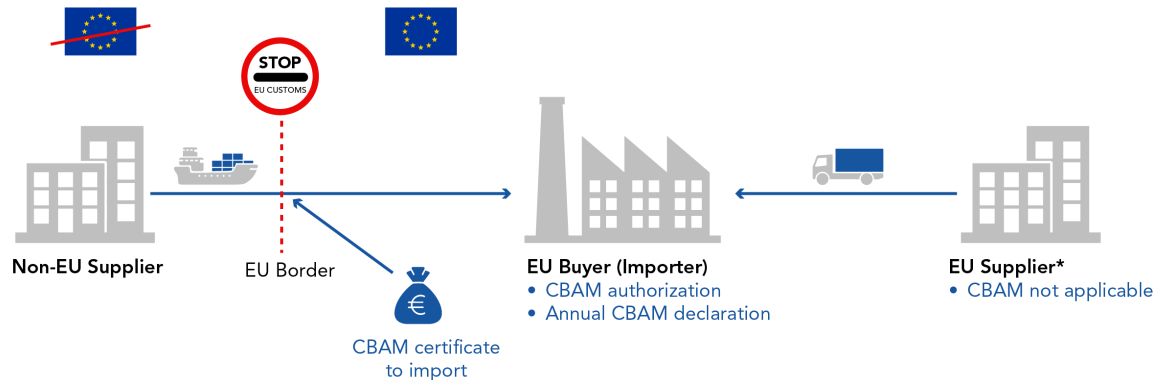 STOP
EU CUSTOMS
Non-EU Supplier
EU Border
€
CBAM certificate
to import
EU Buyer (Importer)
• CBAM authorization
• Annual CBAM declaration
EU Supplier*
• CBAM not applicable